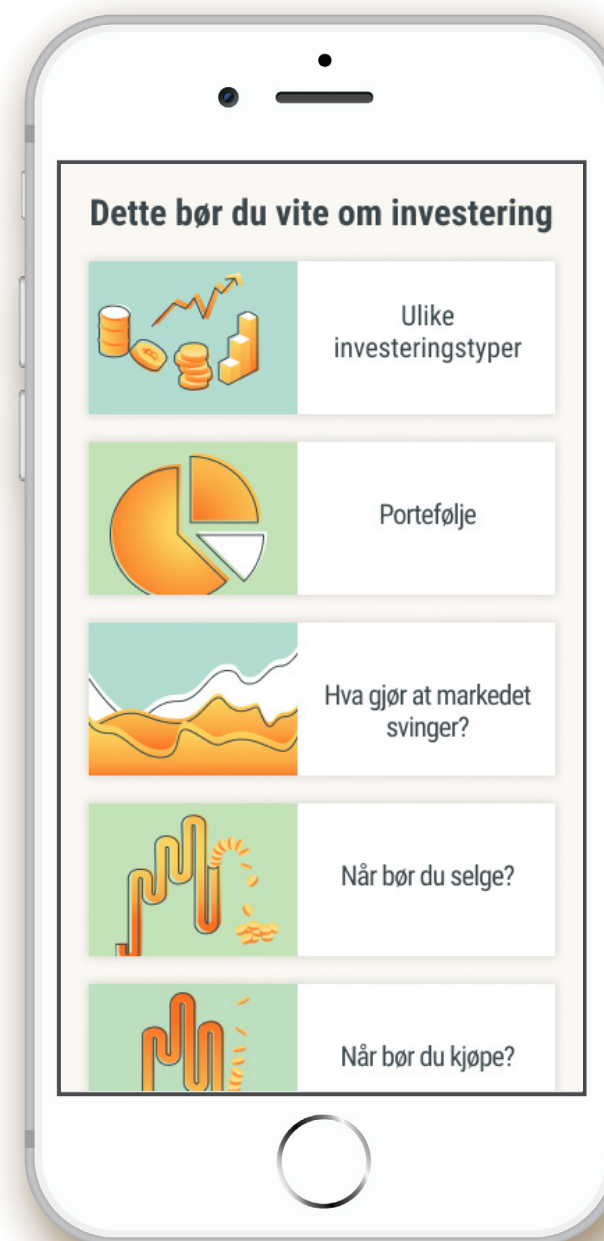 Dette bør du vite om investering
Ulike
investeringstyper
Portefølje
Hva gjør at markedet
svinger?
Når bør du selge?
Når bør du kjøpe?